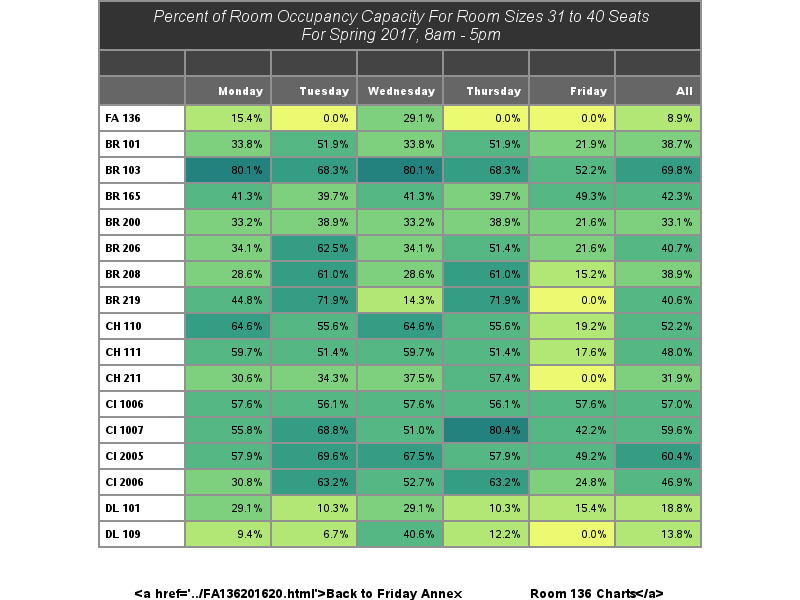 Percent of Room Occupancy Capacity For Room Sizes 31 to 40 Seats
For Spring 2017, 8am - 5pm
Monday Tuesday Wednesday Thursday Friday All
FA 136 15.4% 0.0% 29.1% 0.0% 0.0% 8.9%
BR 101 33.8% 51.9% 33.8% 51.9% 21.9% 38.7%
BR 103 80.1% 68.3% 80.1% 68.3% 52.2% 69.8%
BR 165 41.3% 39.7% 41.3% 39.7% 49.3% 42.3%
BR 200 33.2% 38.9% 33.2% 38.9% 21.6% 33.1%
BR 206 34.1% 62.5% 34.1% 51.4% 21.6% 40.7%
BR 208 28.6% 61.0% 28.6% 61.0% 15.2% 38.9%
BR 219 44.8% 71.9% 14.3% 71.9% 0.0% 40.6%
CH 110 64.6% 55.6% 64.6% 55.6% 19.2% 52.2%
CH 111 59.7% 51.4% 59.7% 51.4% 17.6% 48.0%
CH 211 30.6% 34.3% 37.5% 57.4% 0.0% 31.9%
CI 1006 57.6% 56.1% 57.6% 56.1% 57.6% 57.0%
CI 1007 55.8% 68.8% 51.0% 80.4% 42.2% 59.6%
CI 2005 57.9% 69.6% 67.5% 57.9% 49.2% 60.4%
CI 2006 30.8% 63.2% 52.7% 63.2% 24.8% 46.9%
DL 101 29.1% 10.3% 29.1% 10.3% 15.4% 18.8%
DL 109 9.4% 6.7% 40.6% 12.2% 0.0% 13.8%
<a href='../FA136201620.html'>Back to Friday Annex Room 136 Charts</a>